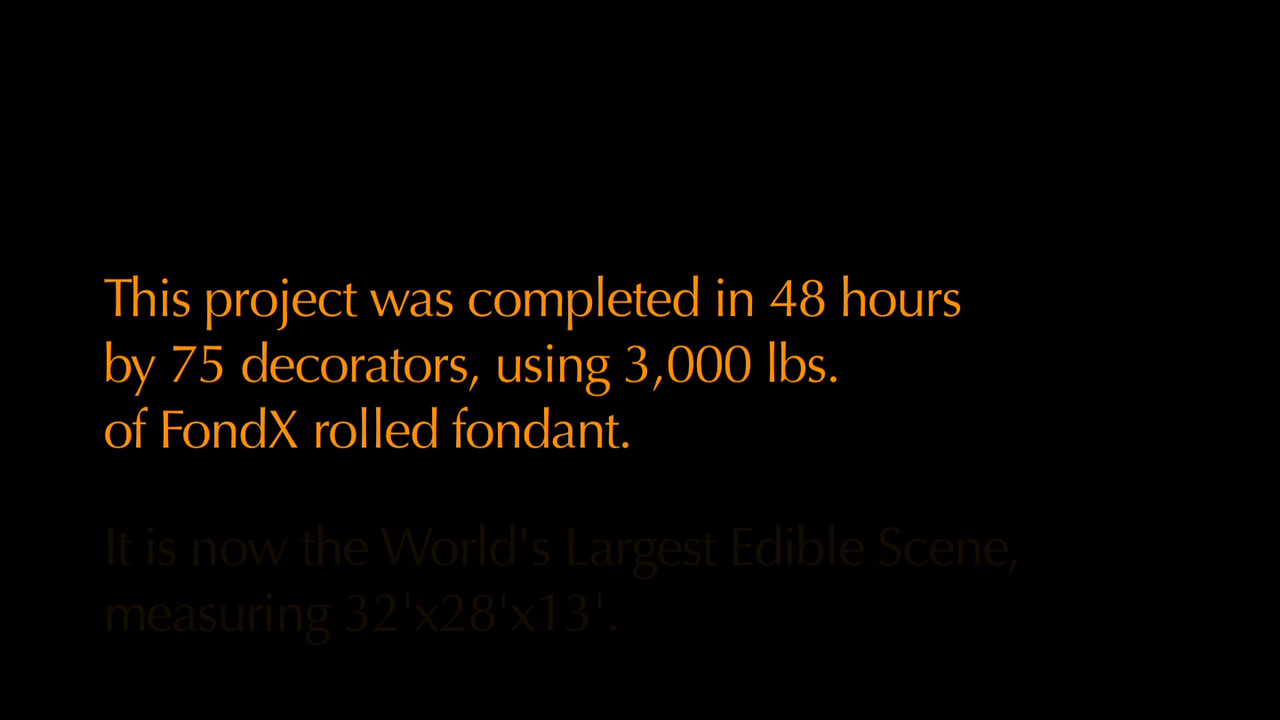 This project was completed in 48 hours
by 75 decorators, using 3,000 lbs.
of FondX rolled fondant.
It is now the World's Largest Edible Scene,
measuring 32'x28'x13'.